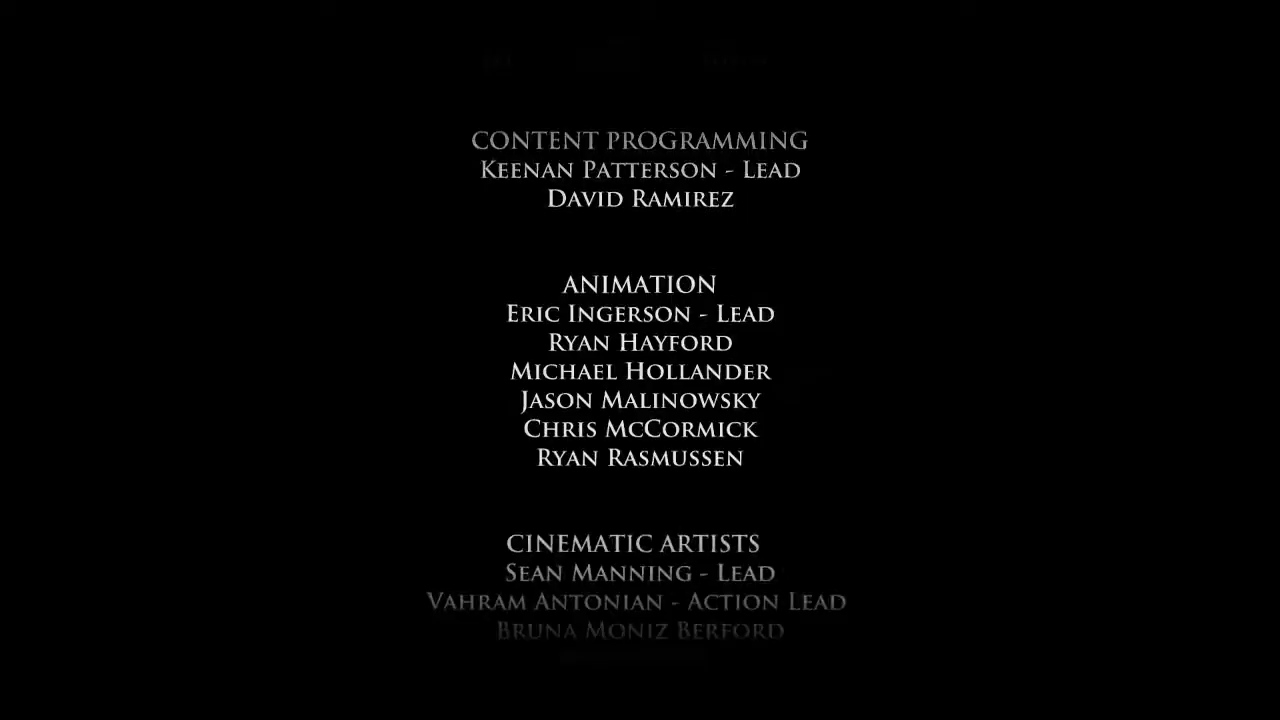 CONTENT PROGRAMMING
KEENAN PATTERSON - LEAD
DAVID RAMIREZ
ANIMATION
ERIC INGERSON - LEAD
RYAN HAYFORD
MICHAEL HOLLANDER
JASON MALINOWSKY
CHRIS MCCORMICK
RYAN RASMUSSEN
CINEMATIC ARTISTS
SEAN MANNING - LEAD
VAHRAM ANTONIAN - ACTION LEAD
BRUNA MONIZ BERFORD